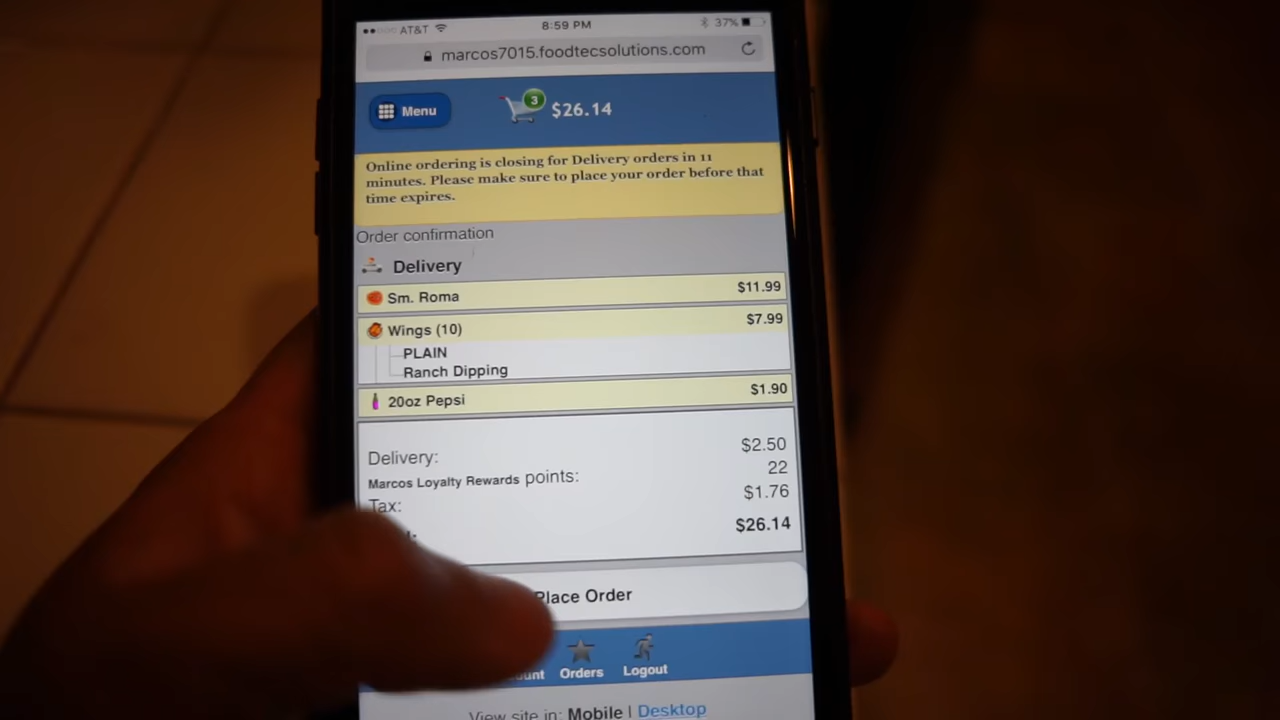 AT&T 8:59 PM 37%
marcos7015.foodtecsolutions.com
Menu 3 $26.14
Online ordering is closing for Delivery orders in 11
minutes. Please make sure to place your order before that
time expires.
Order confirmation
Delivery
Sm. Roma $11.99
Wings (10) $7.99
PLAIN
Ranch Dipping
20oz Pepsi $1.90
Delivery: $2.50
Marcos Loyalty Rewards points: 22
Tax: $1.76
$26.14
Place Order
Orders Logout
View site in: Mobile | Desktop